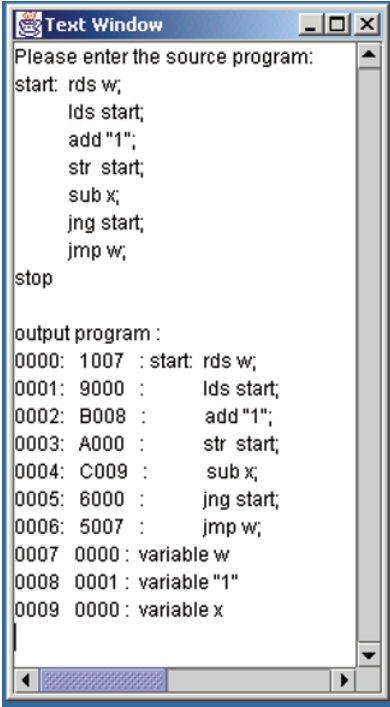 Text Window
Please enter the source program:
start: rds w;
lds start;
add "1";
str start;
sub x;
jng start;
jmp w;
stop
output program :
0000: 1007 : start: rds w;
0001: 9000 : lds start;
0002: B008 : add "1";
0003: A000 : str start;
0004: C009 : sub x;
0005: 6000 : jng start;
0006: 5007 : jmp w;
0007 0000 : variable w
0008 0001 : variable "1"
0009 0000 : variable x